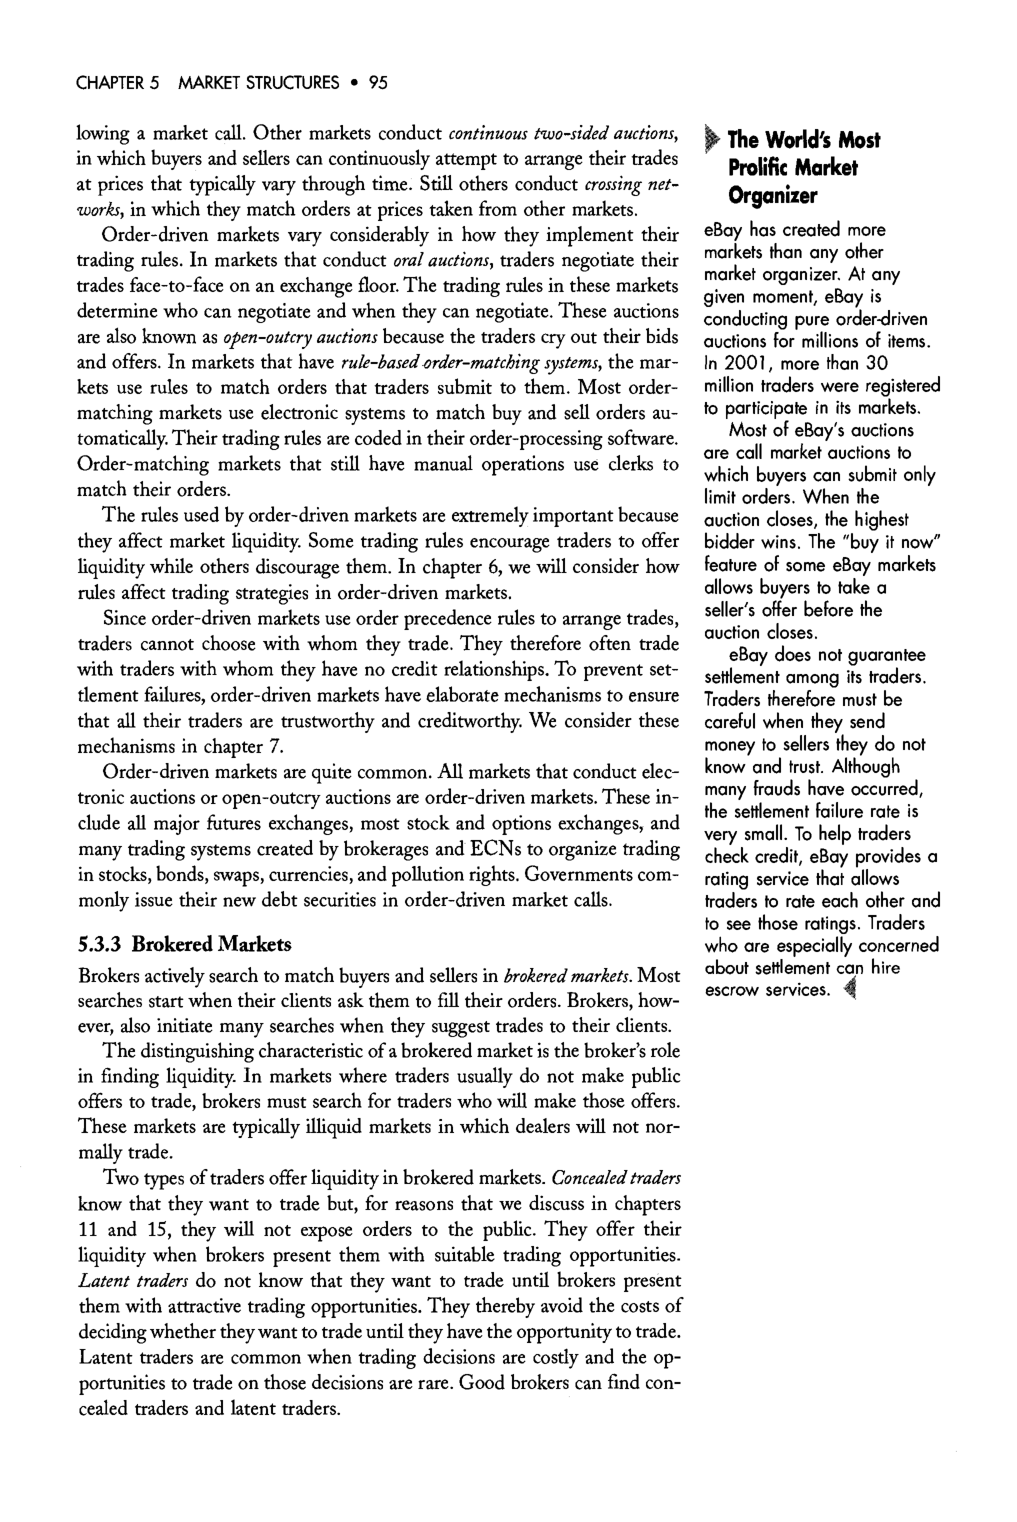 CHAPTER 5 MARKET STRUCTURES • 95
lowing a market call. Other markets conduct continuous two-sided auctions,
in which buyers and sellers can continuously attempt to arrange their trades
at prices that typically vary through time. Still others conduct crossing net-
works, in which they match orders at prices taken from other markets.
Order-driven markets vary considerably in how they implement their
trading rules. In markets that conduct oral auctions, traders negotiate their
trades face-to-face on an exchange floor. The trading rules in these markets
determine who can negotiate and when they can negotiate. These auctions
are also known as open-outcry auctions because the traders cry out their bids
and offers. In markets that have rule-based order-matching systems, the mar-
kets use rules to match orders that traders submit to them. Most order-
matching markets use electronic systems to match buy and sell orders au-
tomatically. Their trading rules are coded in their order-processing software.
Order-matching markets that still have manual operations use clerks to
match their orders.
The rules used by order-driven markets are extremely important because
they affect market liquidity. Some trading rules encourage traders to offer
liquidity while others discourage them. In chapter 6, we will consider how
rules affect trading strategies in order-driven markets.
Since order-driven markets use order precedence rules to arrange trades,
traders cannot choose with whom they trade. They therefore often trade
with traders with whom they have no credit relationships. To prevent set-
tlement failures, order-driven markets have elaborate mechanisms to ensure
that all their traders are trustworthy and creditworthy. We consider these
mechanisms in chapter 7.
Order-driven markets are quite common. All markets that conduct elec-
tronic auctions or open-outcry auctions are order-driven markets. These in-
clude all major futures exchanges, most stock and options exchanges, and
many trading systems created by brokerages and ECNs to organize trading
in stocks, bonds, swaps, currencies, and pollution rights. Governments com-
monly issue their new debt securities in order-driven market calls.
5.3.3 Brokered Markets
Brokers actively search to match buyers and sellers in brokered markets. Most
searches start when their clients ask them to fill their orders. Brokers, how-
ever, also initiate many searches when they suggest trades to their clients.
The distinguishing characteristic of a brokered market is the broker's role
in finding liquidity. In markets where traders usually do not make public
offers to trade, brokers must search for traders who will make those offers.
These markets are typically illiquid markets in which dealers will not nor-
mally trade.
Two types of traders offer liquidity in brokered markets. Concealed traders
know that they want to trade but, for reasons that we discuss in chapters
11 and 15, they will not expose orders to the public. They offer their
liquidity when brokers present them with suitable trading opportunities.
Latent traders do not know that they want to trade until brokers present
them with attractive trading opportunities. They thereby avoid the costs of
deciding whether they want to trade until they have the opportunity to trade.
Latent traders are common when trading decisions are costly and the op-
portunities to trade on those decisions are rare. Good brokers can find con-
cealed traders and latent traders.
The World's Most
Prolific Market
Organizer
eBay has created more
markets than any other
market organizer. At any
given moment, eBay is
conducting pure order-driven
auctions for millions of items.
In 2001, more than 30
million traders were registered
to participate in its markets.
Most of eBay's auctions
are call market auctions to
which buyers can submit only
limit orders. When the
auction closes, the highest
bidder wins. The "buy it now"
feature of some eBay markets
allows buyers to take a
seller's offer before the
auction closes.
eBay does not guarantee
settlement among its traders.
Traders therefore must be
careful when they send
money to sellers they do not
know and trust. Although
many frauds have occurred,
the settlement failure rate is
very small. To help traders
check credit, eBay provides a
rating service that allows
traders to rate each other and
to see those ratings. Traders
who are especially concerned
about settlement can hire
escrow services.